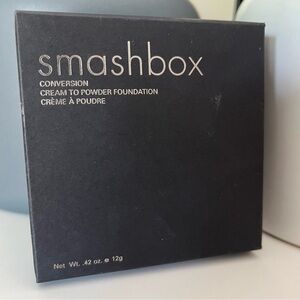 smashbox
CONVERSION
CREAM TO POWDER FOUNDATION
CRÈME À POUDRE
Net Wt. .42 oz. e 12g